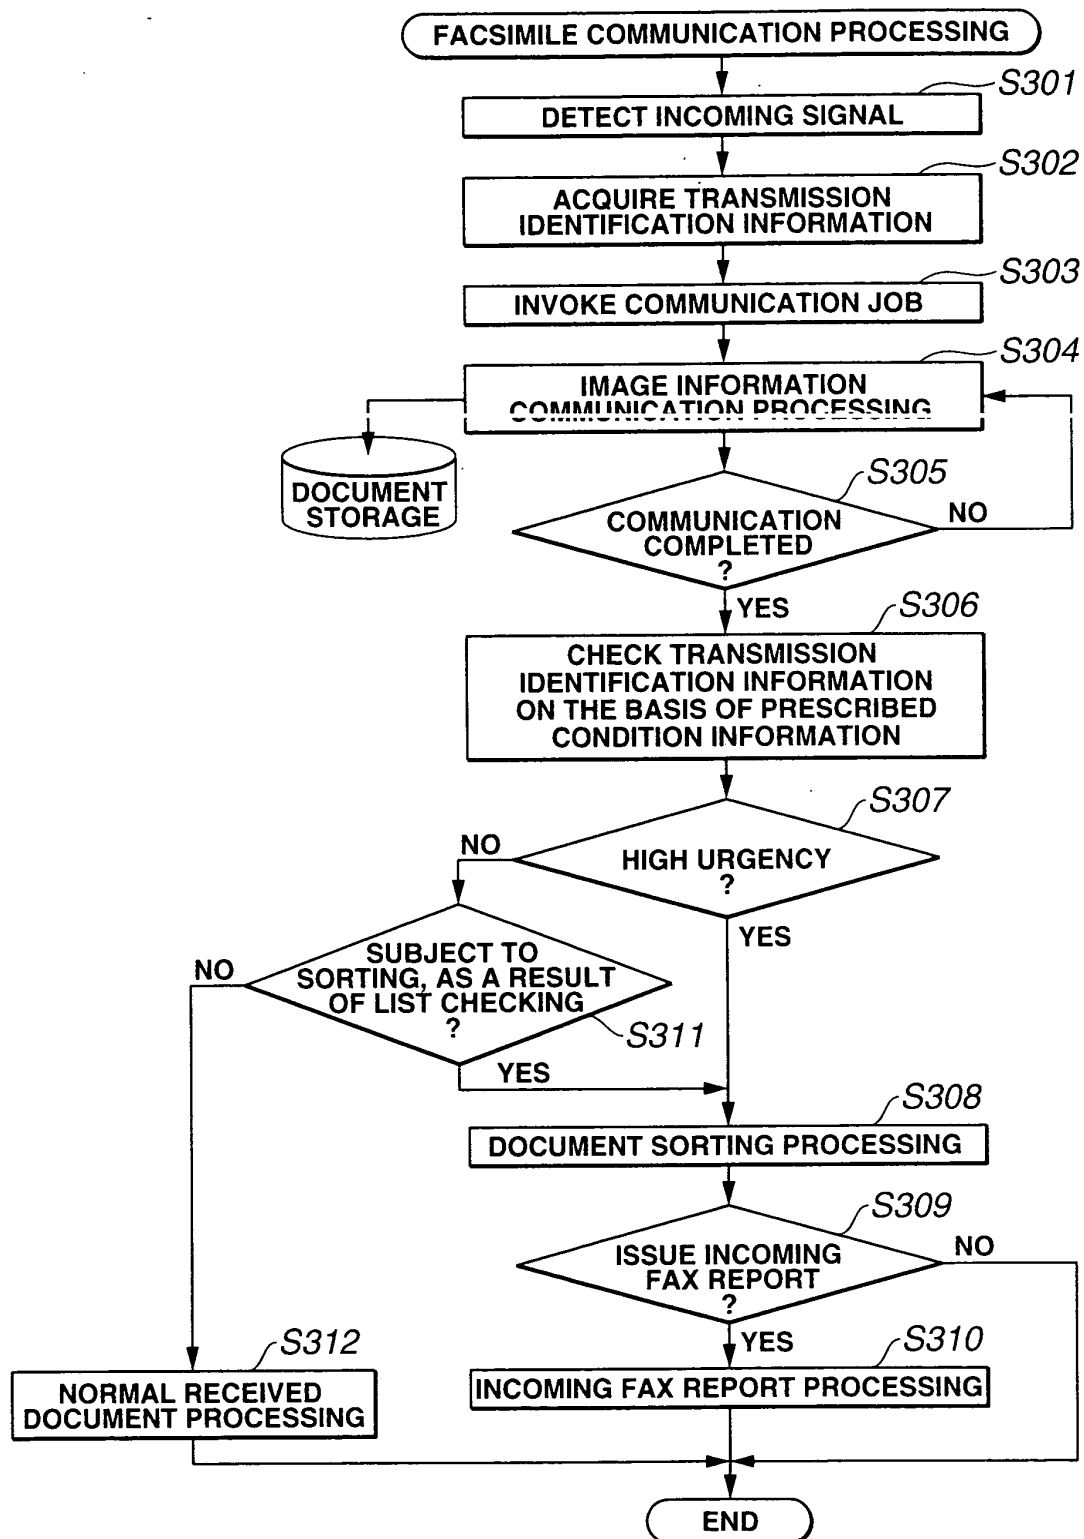 FACSIMILE COMMUNICATION PROCESSING
S301
DETECT INCOMING SIGNAL
S302
ACQUIRE TRANSMISSION
IDENTIFICATION INFORMATION
S303
INVOKE COMMUNICATION JOB
S304
IMAGE INFORMATION
COMMUNICATION PROCESSING
DOCUMENT
STORAGE
S305
COMMUNICATION
COMPLETED
?
NO
YES
S306
CHECK TRANSMISSION
IDENTIFICATION INFORMATION
ON THE BASIS OF PRESCRIBED
CONDITION INFORMATION
S307
HIGH URGENCY
?
NO
YES
SUBJECT TO
SORTING, AS A RESULT
OF LIST CHECKING
?
NO
S311
YES
S308
DOCUMENT SORTING PROCESSING
S309
ISSUE INCOMING
FAX REPORT
?
NO
YES
S310
INCOMING FAX REPORT PROCESSING
S312
NORMAL RECEIVED
DOCUMENT PROCESSING
END